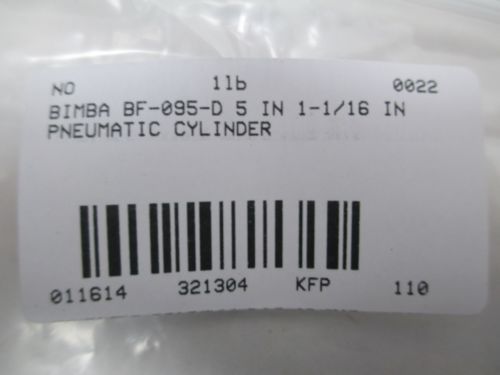 NO 1lb 0022
BIMBA BF-095-D 5 IN 1-1/16 IN
PNEUMATIC CYLINDER
011614 321304 KFP 110